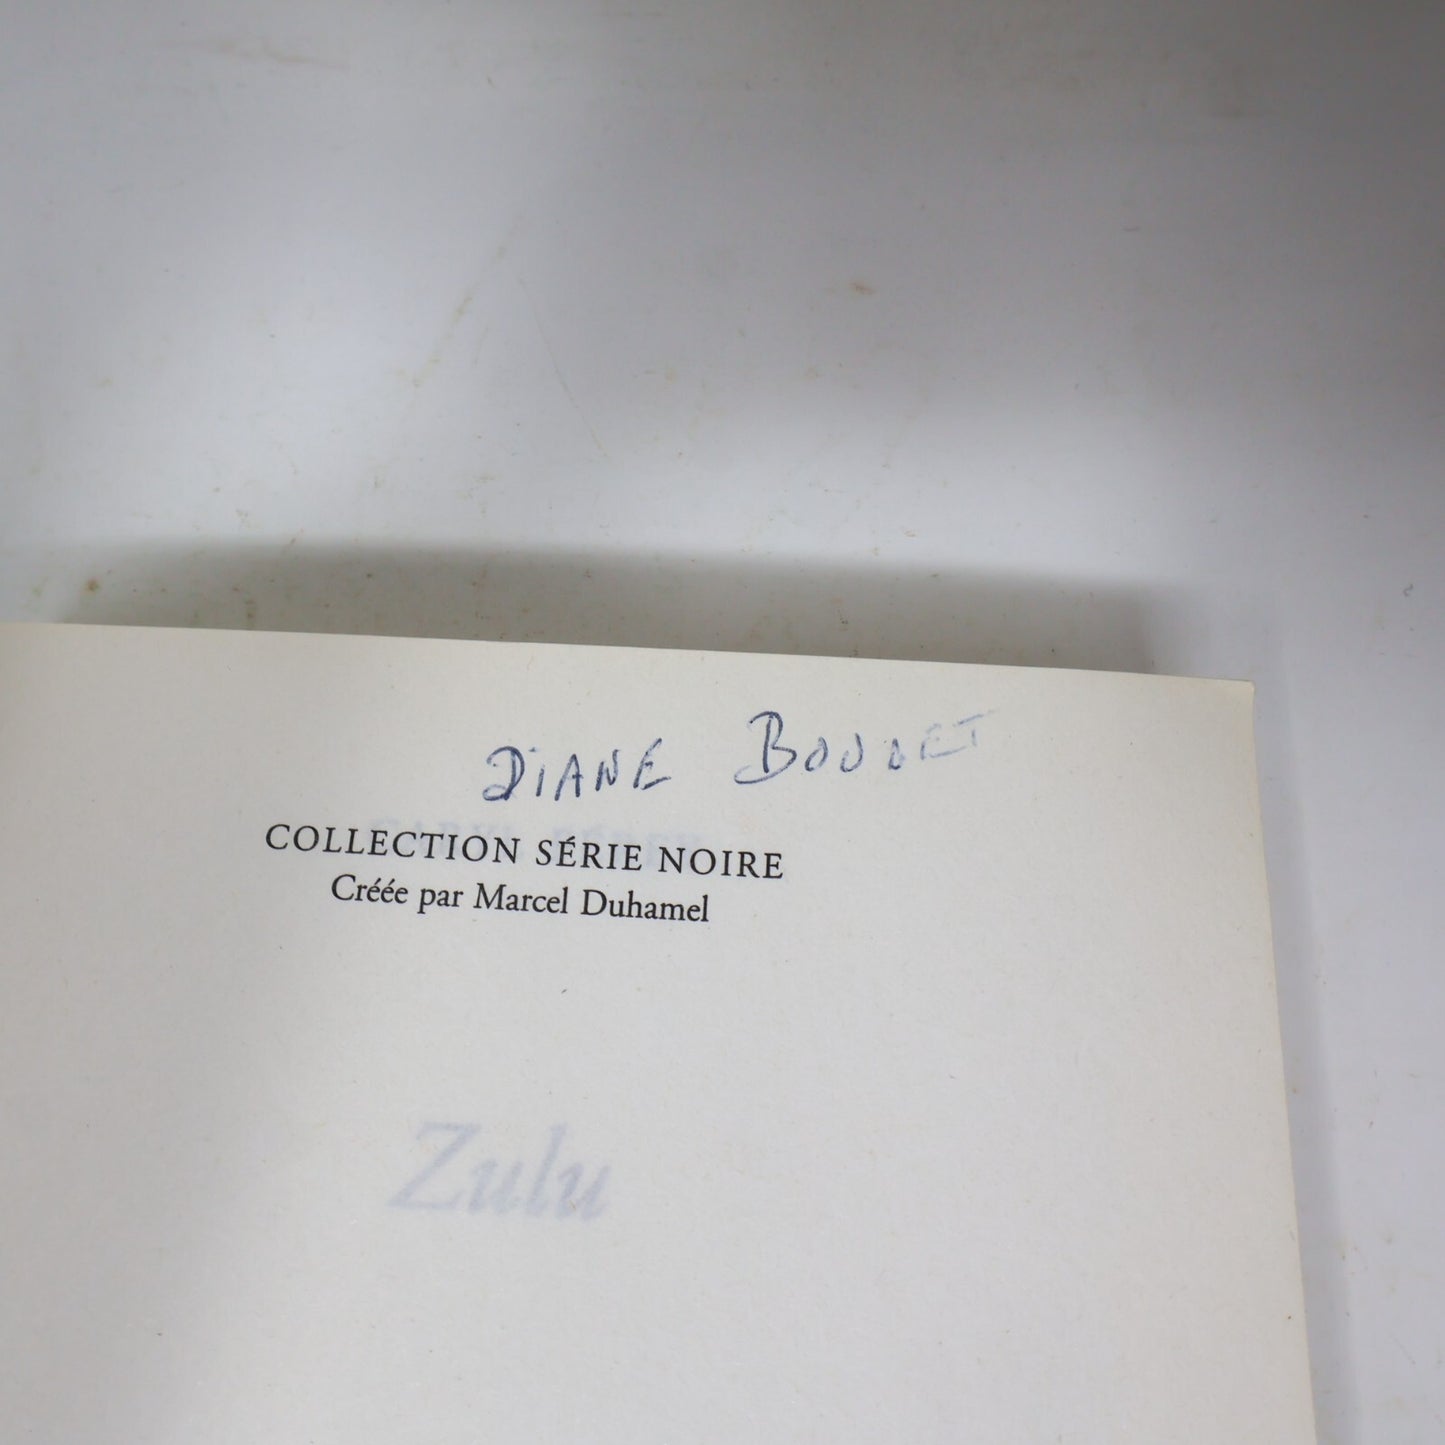 DIANE BOUDET
COLLECTION SÉRIE NOIRE
Créée par Marcel Duhamel
Zulu